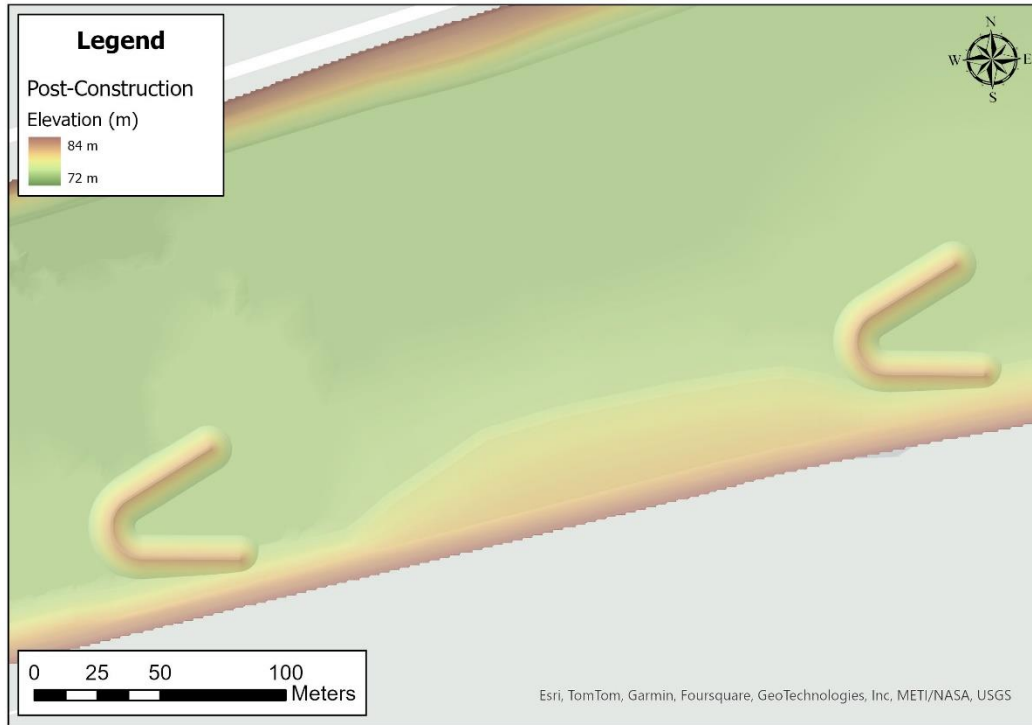 Legend
Post-Construction
Elevation (m)
84 m
72 m
N
W E
S
0 25 50 100
Meters
Esri, TomTom, Garmin, Foursquare, GeoTechnologies, Inc, METI/NASA, USGS